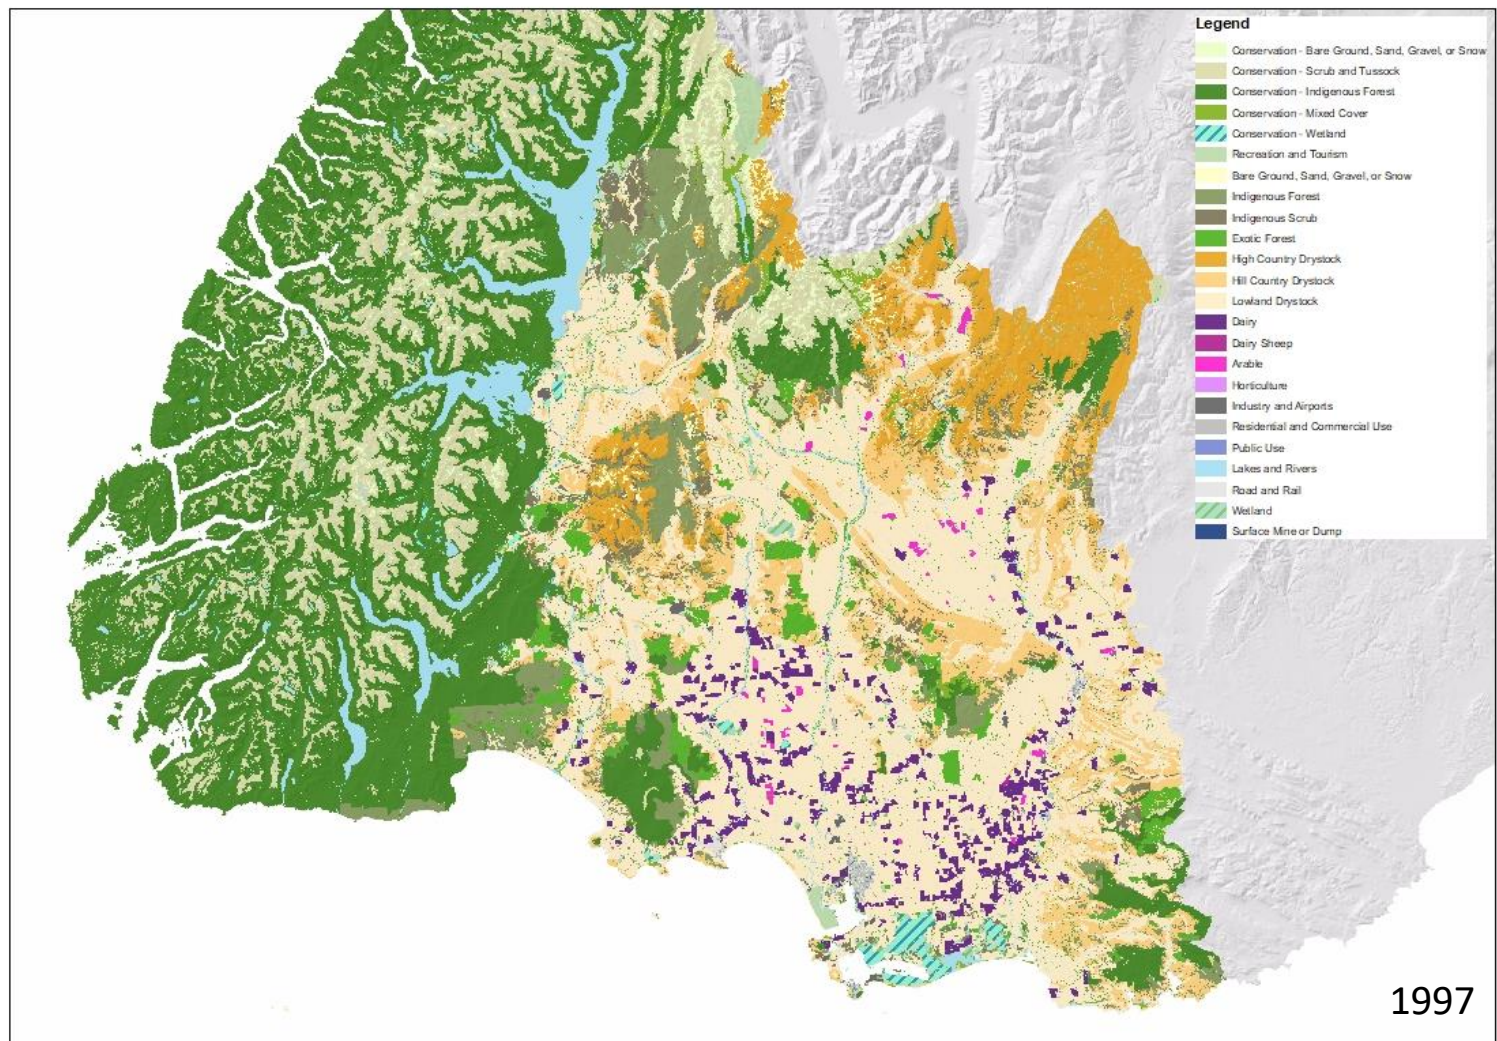 Legend
Conservation - Bare Ground, Sand, Gravel, or Snow
Conservation - Scrub and Tussock
Conservation - Indigenous Forest
Conservation - Mixed Cover
Conservation - Wetland
Recreation and Tourism
Bare Ground, Sand, Gravel, or Snow
Indigenous Forest
Indigenous Scrub
Exotic Forest
High Country Drystock
Hill Country Drystock
Lowland Drystock
Dairy
Dairy Sheep
Arable
Horticulture
Industry and Airports
Residential and Commercial Use
Public Use
Lakes and Rivers
Road and Rail
Wetland
Surface Mine or Dump
1997